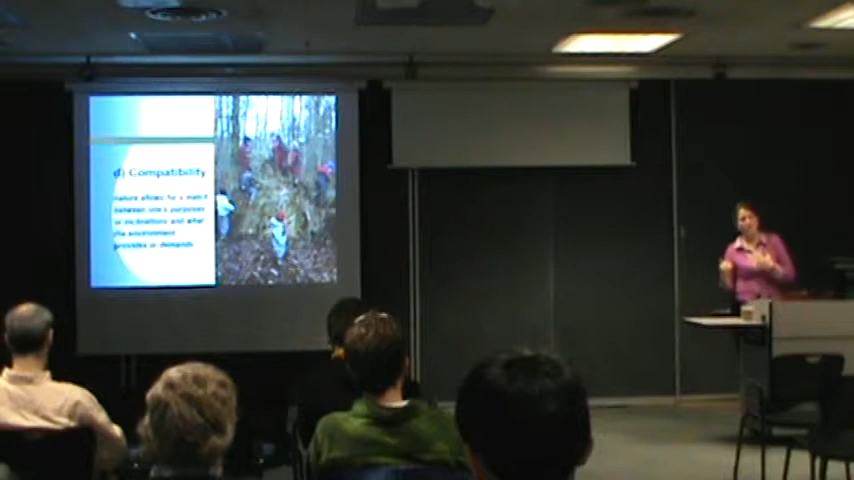 d) Compatibility
nature allows for a match
between one's purposes
or inclinations and what
the environment
provides or demands